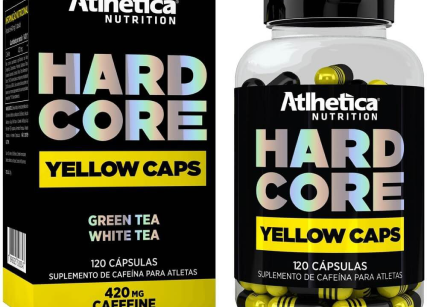 Atlhetica
NUTRITION
HARD
CORE
YELLOW CAPS
GREEN TEA
WHITE TEA
120 CÁPSULAS
SUPLEMENTO DE CAFEÍNA PARA ATLETAS
420 MG
CAFFEINE
Atlhetica
NUTRITION
HARD
CORE
YELLOW CAPS
120 CÁPSULAS
SUPLEMENTO DE CAFEÍNA PARA ATLETAS